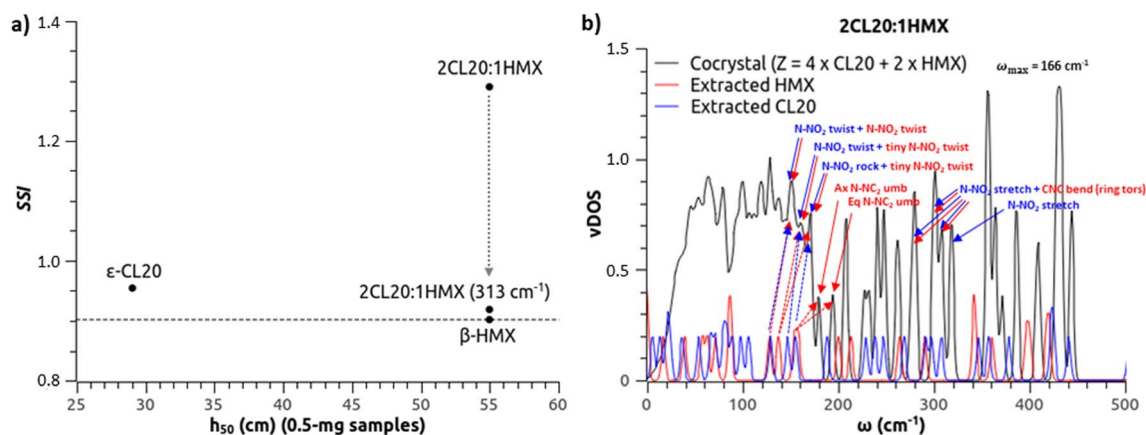 a)
1.4
1.2
1.0
0.8
SSI
2CL20:1HMX
ε-CL20
2CL20:1HMX (313 cm⁻¹)
β-HMX
25 30 35 40 45 50 55 60
h₅₀ (cm) (0.5-mg samples)
b)
2CL20:1HMX
1.5
1.0
0.5
0
vDOS
Cocrystal (Z = 4 x CL20 + 2 x HMX)
Extracted HMX
Extracted CL20
ωmax = 166 cm⁻¹
N-NO₂ twist + N-NO₂ twist
N-NO₂ twist + tiny N-NO₂ twist
N-NO₂ rock + tiny N-NO₂ twist
Ax N-NC₂ umb
Eq N-NC₂ umb
N-NO₂ stretch + CNC bend (ring tors)
N-NO₂ stretch
0 100 200 300 400 500
ω (cm⁻¹)